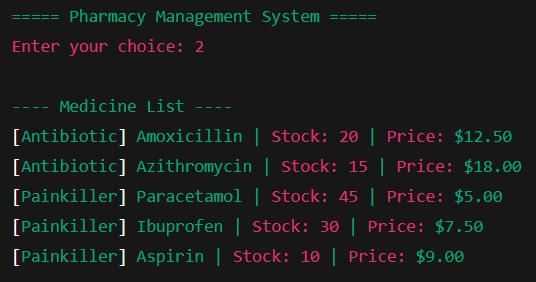 ===== Pharmacy Management System =====
Enter your choice: 2
---- Medicine List ----
[Antibiotic] Amoxicillin | Stock: 20 | Price: $12.50
[Antibiotic] Azithromycin | Stock: 15 | Price: $18.00
[Painkiller] Paracetamol | Stock: 45 | Price: $5.00
[Painkiller] Ibuprofen | Stock: 30 | Price: $7.50
[Painkiller] Aspirin | Stock: 10 | Price: $9.00